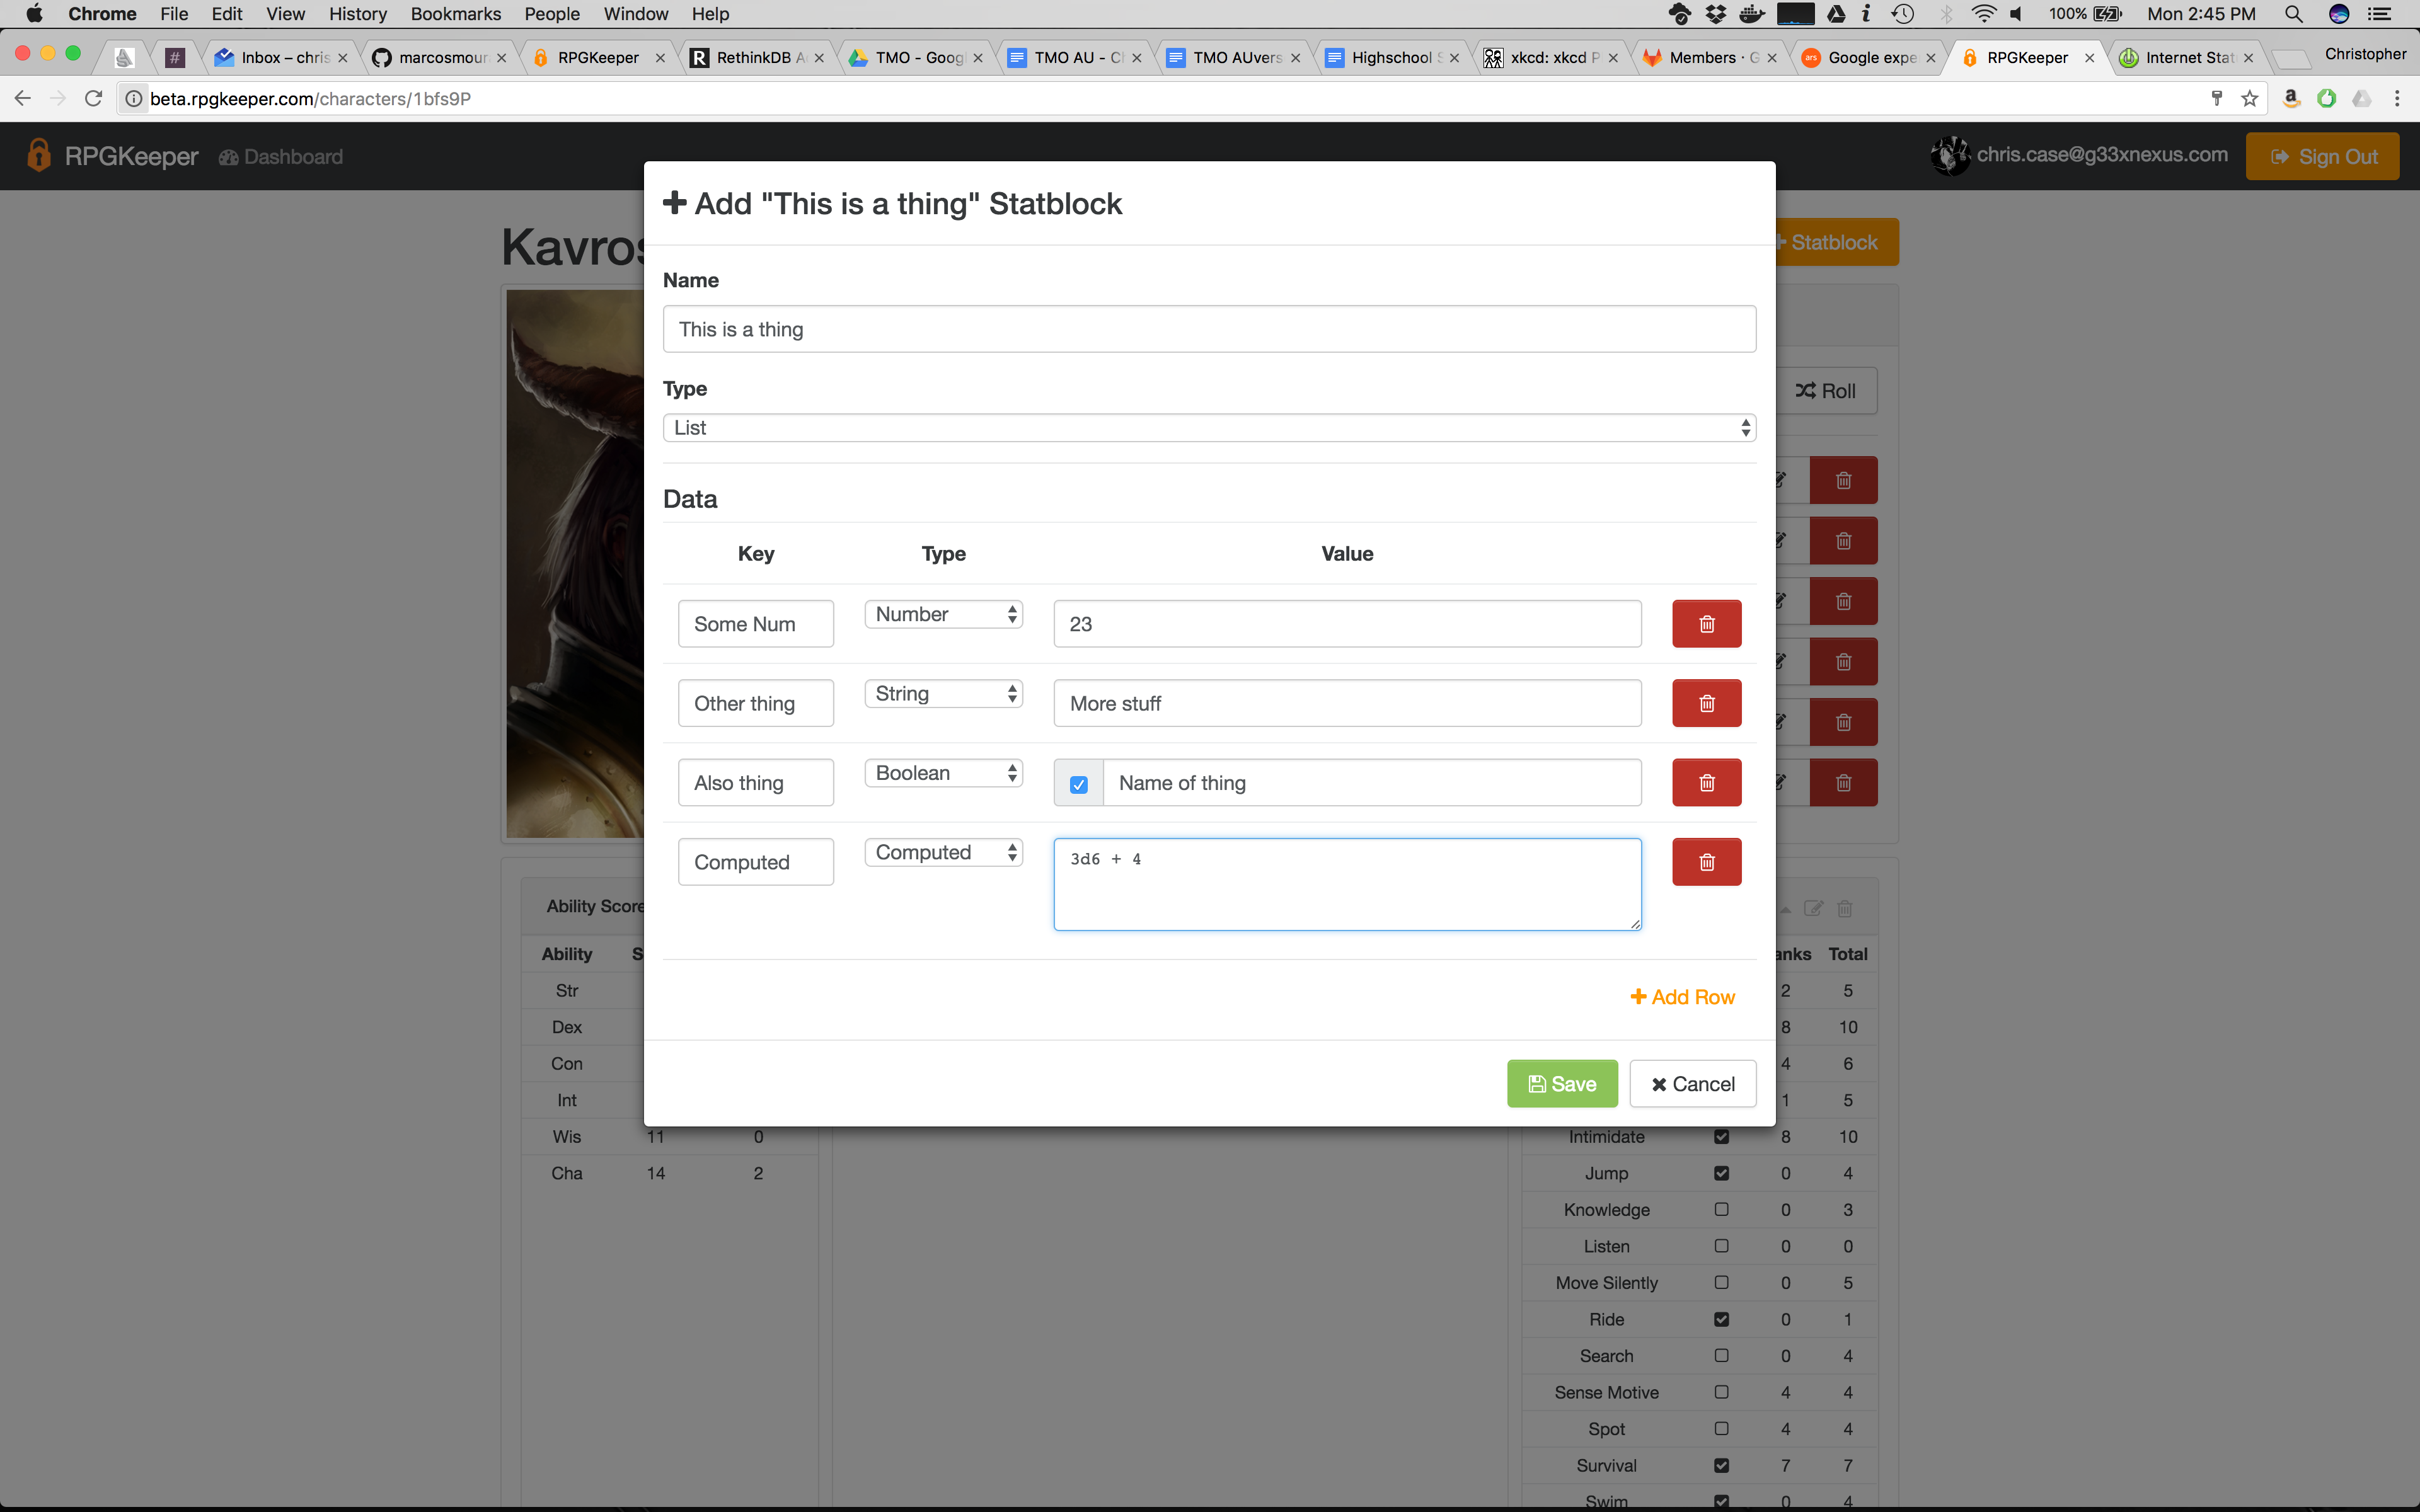 Chrome File Edit View History Bookmarks People Window Help 100% Mon 2:45 PM
# Inbox – chris marcosmour RPGKeeper RethinkDB A TMO - Goog TMO AU - C TMO AUvers Highschool S xkcd: xkcd P Members · G Google expe RPGKeeper Internet Stat Christopher
beta.rpgkeeper.com/characters/1bfs9P
RPGKeeper Dashboard chris.case@g33xnexus.com Sign Out
Kavros
Statblock
Add "This is a thing" Statblock
Name
This is a thing
Type
List
Roll
Data
Key Type Value
Some Num Number 23
Other thing String More stuff
Also thing Boolean Name of thing
Computed Computed 3d6 + 4
Add Row
Save Cancel
Ability Score
Ability S
Str
Dex
Con
Int
Wis 11 0
Cha 14 2
anks Total
2 5
8 10
4 6
1 5
Intimidate 8 10
Jump 0 4
Knowledge 0 3
Listen 0 0
Move Silently 0 5
Ride 0 1
Search 0 4
Sense Motive 4 4
Spot 4 4
Survival 7 7
Swim 0 4